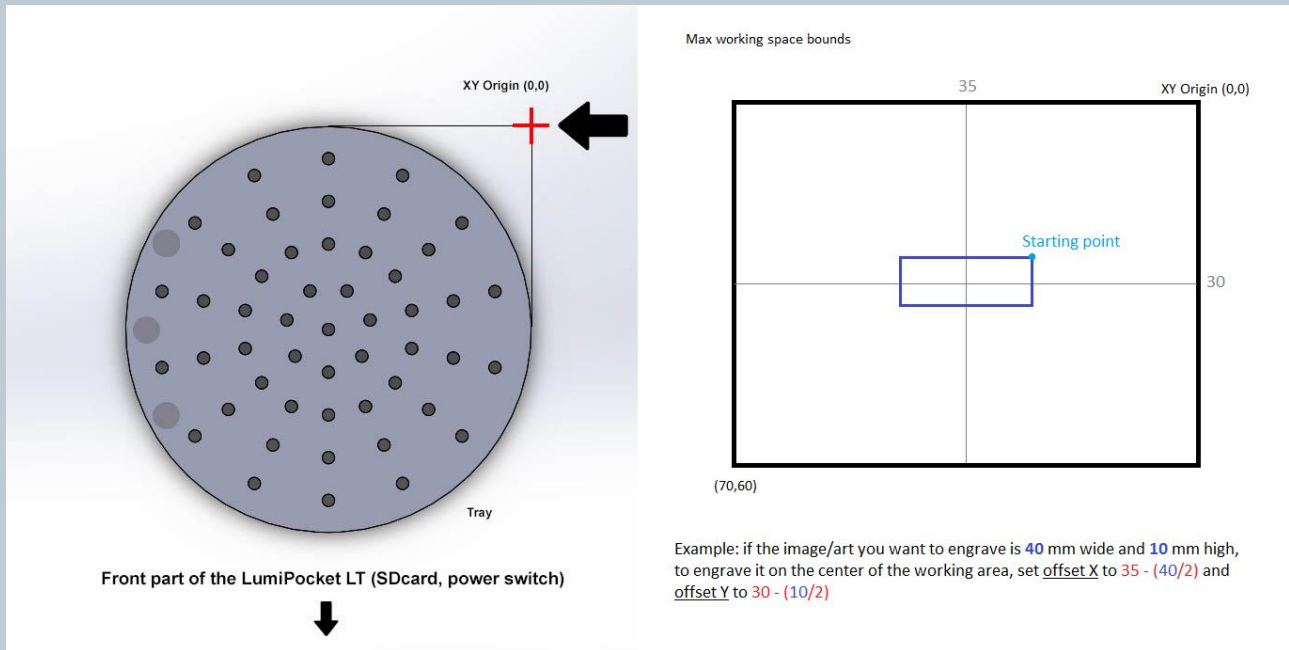 XY Origin (0,0)
Tray
Front part of the LumiPocket LT (SDcard, power switch)
Max working space bounds
35
XY Origin (0,0)
Starting point
30
(70,60)
Example: if the image/art you want to engrave is 40 mm wide and 10 mm high,
to engrave it on the center of the working area, set offset X to 35 - (40/2) and
offset Y to 30 - (10/2)